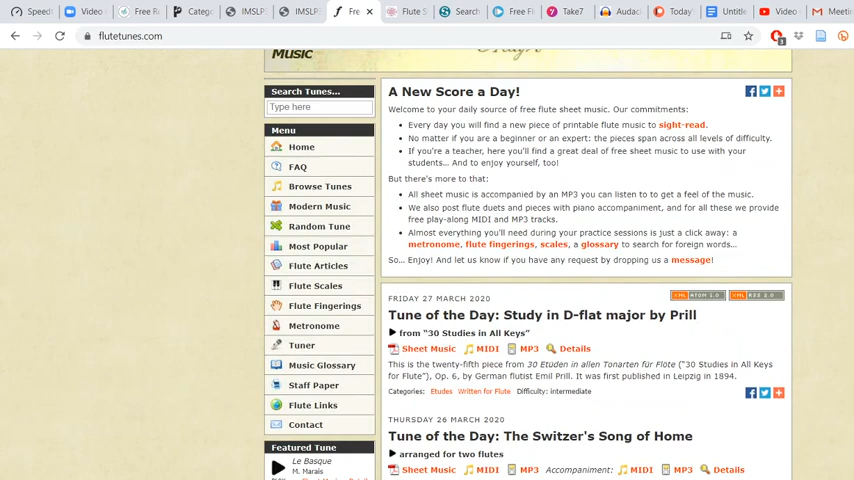 Speedt
Video
Free R
Catego
IMSLP:
IMSLP:
Fre
Flute S
Search
Free Fl
Take7
Audac
Today'
Untitle
Video
Meetin
flutetunes.com
3
Music
Search Tunes...
Type here
Menu
Home
FAQ
Browse Tunes
Modern Music
Random Tune
Most Popular
Flute Articles
Flute Scales
Flute Fingerings
Metronome
Tuner
Music Glossary
Staff Paper
Flute Links
Contact
Featured Tune
Le Basque
M. Marais
A New Score a Day!
Welcome to your daily source of free flute sheet music. Our commitments:
• Every day you will find a new piece of printable flute music to sight-read.
• No matter if you are a beginner or an expert: the pieces span across all levels of difficulty.
• If you're a teacher, here you'll find a great deal of free sheet music to use with your
students... And to enjoy yourself, too!
But there's more to that:
• All sheet music is accompanied by an MP3 you can listen to to get a feel of the music.
• We also post flute duets and pieces with piano accompaniment, and for all these we provide
free play-along MIDI and MP3 tracks.
• Almost everything you'll need during your practice sessions is just a click away: a
metronome, flute fingerings, scales, a glossary to search for foreign words...
So... Enjoy! And let us know if you have any request by dropping us a message!
FRIDAY 27 MARCH 2020
XML ATOM 1.0 XML RSS 2.0
Tune of the Day: Study in D-flat major by Prill
from “30 Studies in All Keys”
Sheet Music MIDI MP3 Details
This is the twenty-fifth piece from 30 Etüden in allen Tonarten für Flöte (“30 Studies in All Keys
for Flute”), Op. 6, by German flutist Emil Prill. It was first published in Leipzig in 1894.
Categories: Etudes Written for Flute Difficulty: intermediate
THURSDAY 26 MARCH 2020
Tune of the Day: The Switzer's Song of Home
arranged for two flutes
Sheet Music MIDI MP3 Accompaniment: MIDI MP3 Details